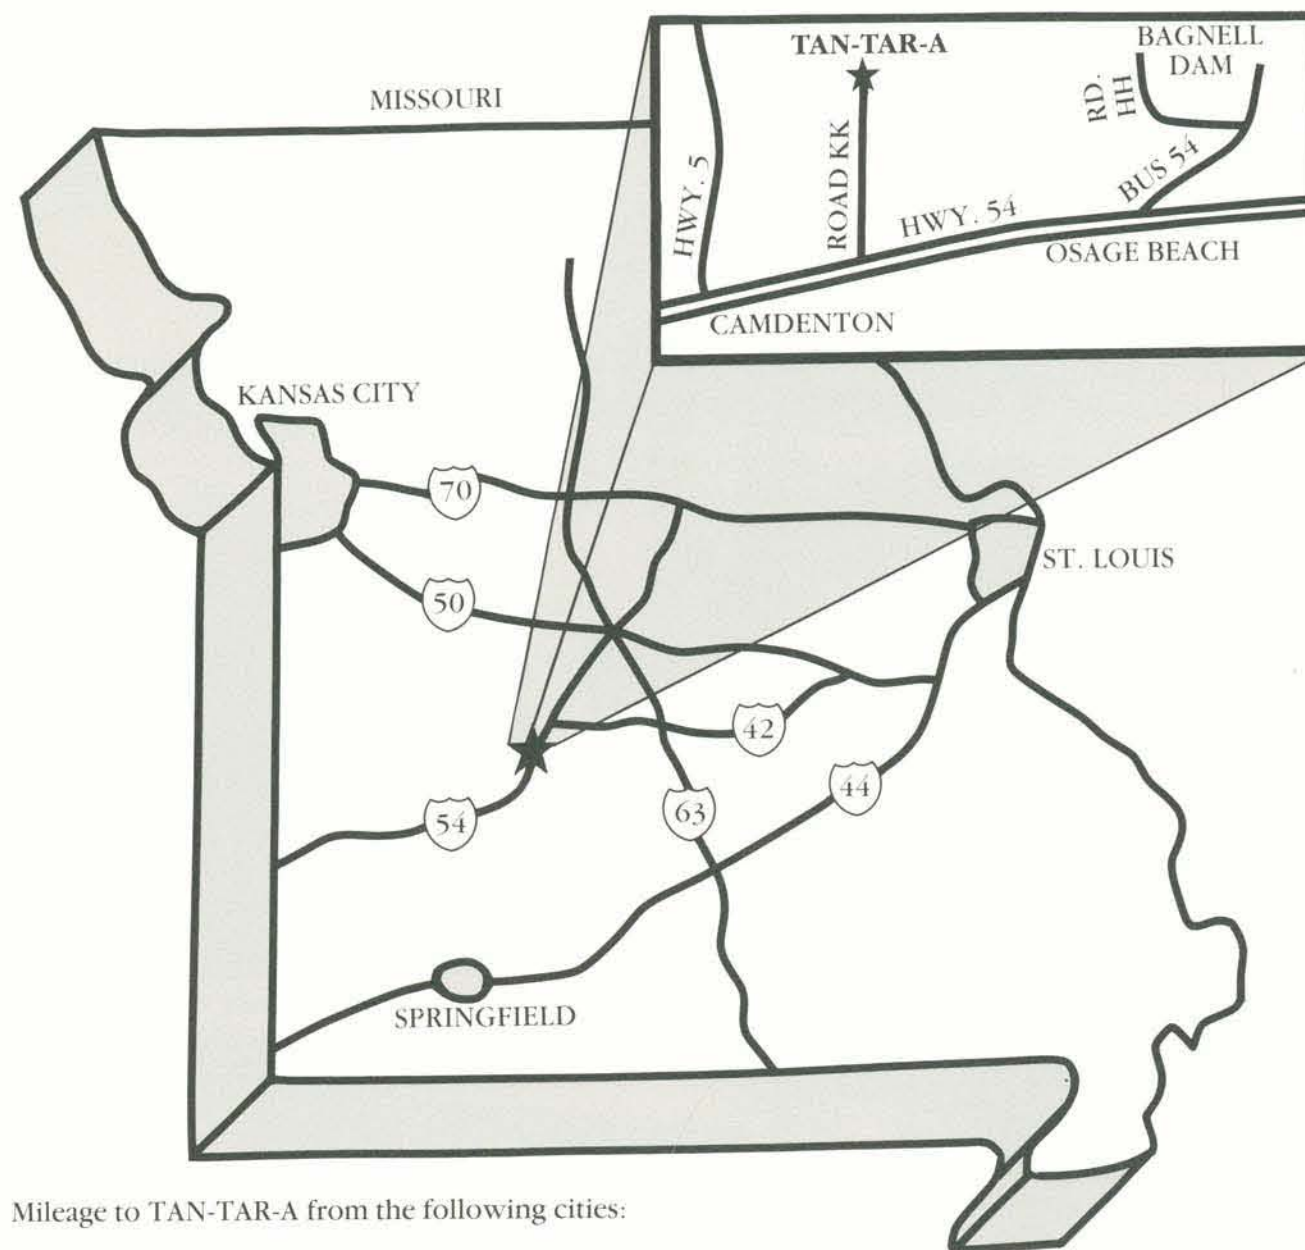 MISSOURI
TAN-TAR-A
BAGNELL
DAM
RD.
HH
HWY. 5
ROAD KK
HWY. 54
BUS 54
OSAGE BEACH
CAMDENTON
KANSAS CITY
70
ST. LOUIS
50
42
44
54
63
SPRINGFIELD
Mileage to TAN-TAR-A from the following cities: